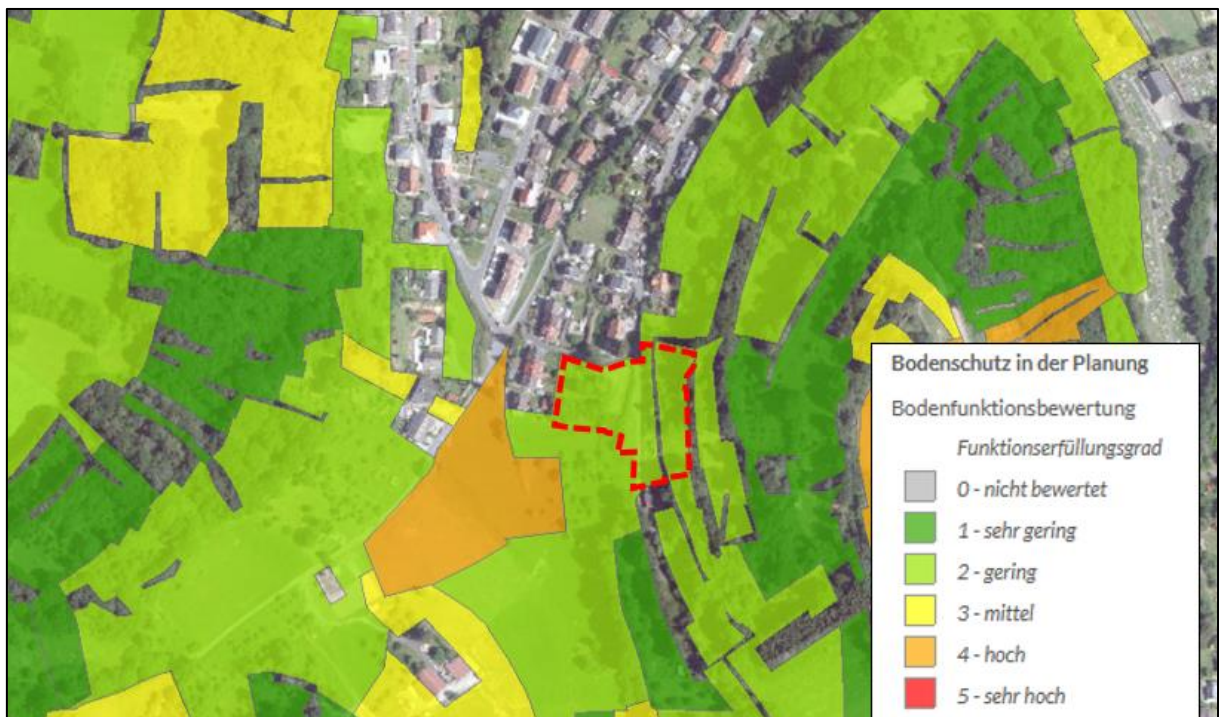 Bodenschutz in der Planung
Bodenfunktionsbewertung
Funktionserfüllungsgrad
0 - nicht bewertet
1 - sehr gering
2 - gering
3 - mittel
4 - hoch
5 - sehr hoch